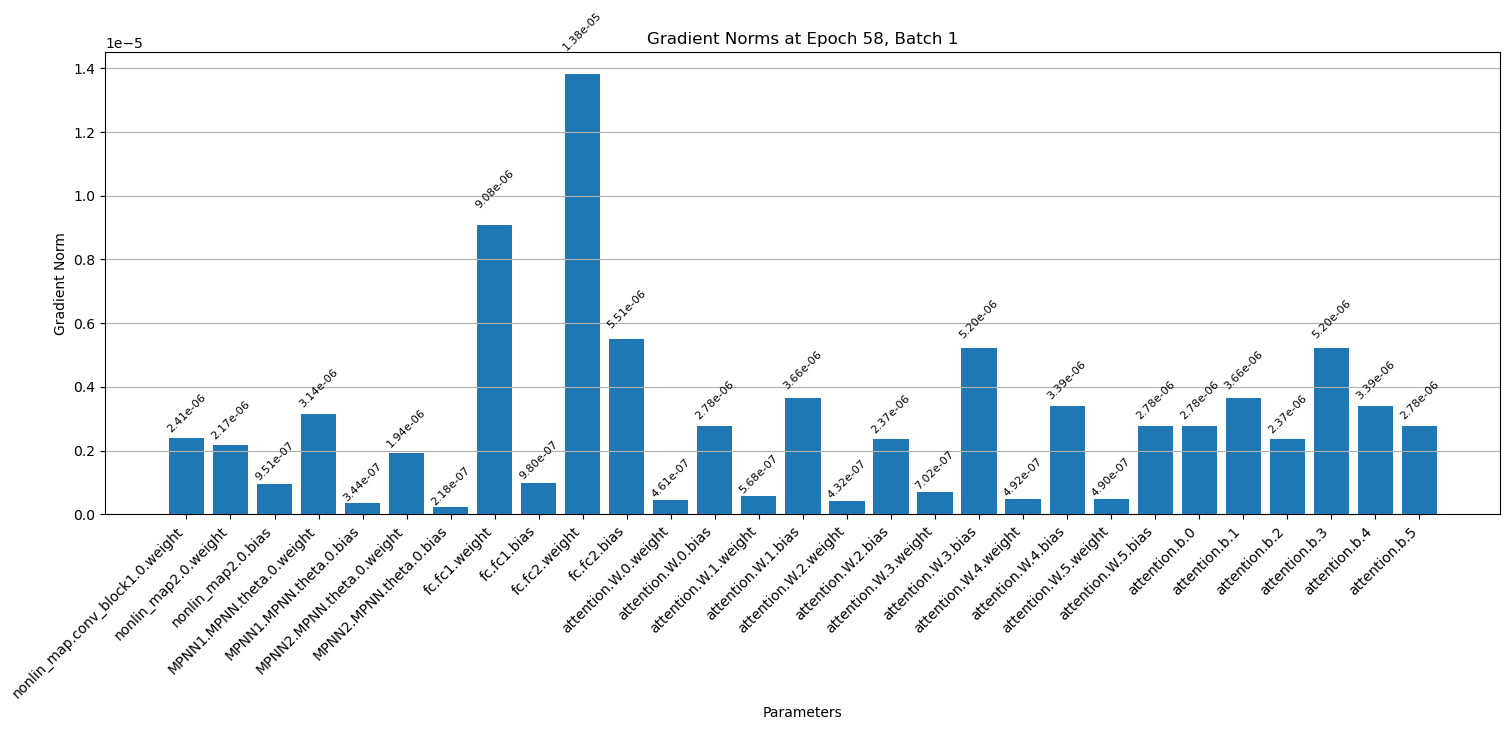 Gradient Norms at Epoch 58, Batch 1
1e−5
1.4
1.2
1.0
0.8
0.6
0.4
0.2
0.0
Gradient Norm
2.41e-06
2.17e-06
9.51e-07
3.14e-06
3.44e-07
1.94e-06
2.18e-07
9.08e-06
9.80e-07
1.38e-05
5.51e-06
4.61e-07
2.78e-06
5.68e-07
3.66e-06
4.32e-07
2.37e-06
7.02e-07
5.20e-06
4.92e-07
3.39e-06
4.90e-07
2.78e-06
2.78e-06
3.66e-06
2.37e-06
5.20e-06
3.39e-06
2.78e-06
nonlin_map.conv_block1.0.weight
nonlin_map2.0.weight
nonlin_map2.0.bias
MPNN1.MPNN.theta.0.weight
MPNN1.MPNN.theta.0.bias
MPNN2.MPNN.theta.0.weight
MPNN2.MPNN.theta.0.bias
fc.fc1.weight
fc.fc1.bias
fc.fc2.weight
fc.fc2.bias
attention.W.0.weight
attention.W.0.bias
attention.W.1.weight
attention.W.1.bias
attention.W.2.weight
attention.W.2.bias
attention.W.3.weight
attention.W.3.bias
attention.W.4.weight
attention.W.4.bias
attention.W.5.weight
attention.W.5.bias
attention.b.0
attention.b.1
attention.b.2
attention.b.3
attention.b.4
attention.b.5
Parameters